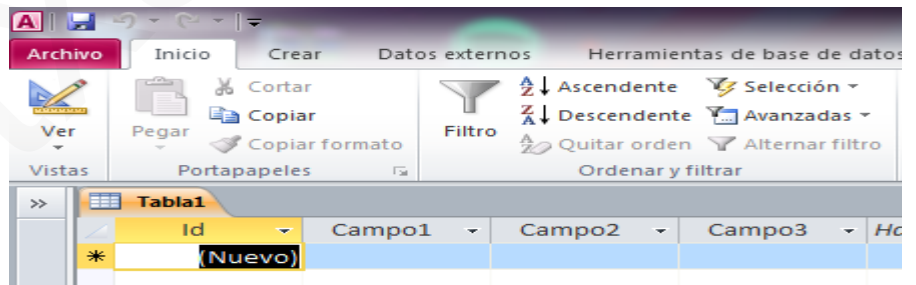 A
Archivo Inicio Crear Datos externos Herramientas de base de datos
Ver
Vistas
Pegar
Cortar
Copiar
Copiar formato
Portapapeles
Filtro
Ascendente
Descendente
Quitar orden
Selección
Avanzadas
Alternar filtro
Ordenar y filtrar
» Tabla1
Id Campo1 Campo2 Campo3
* (Nuevo)